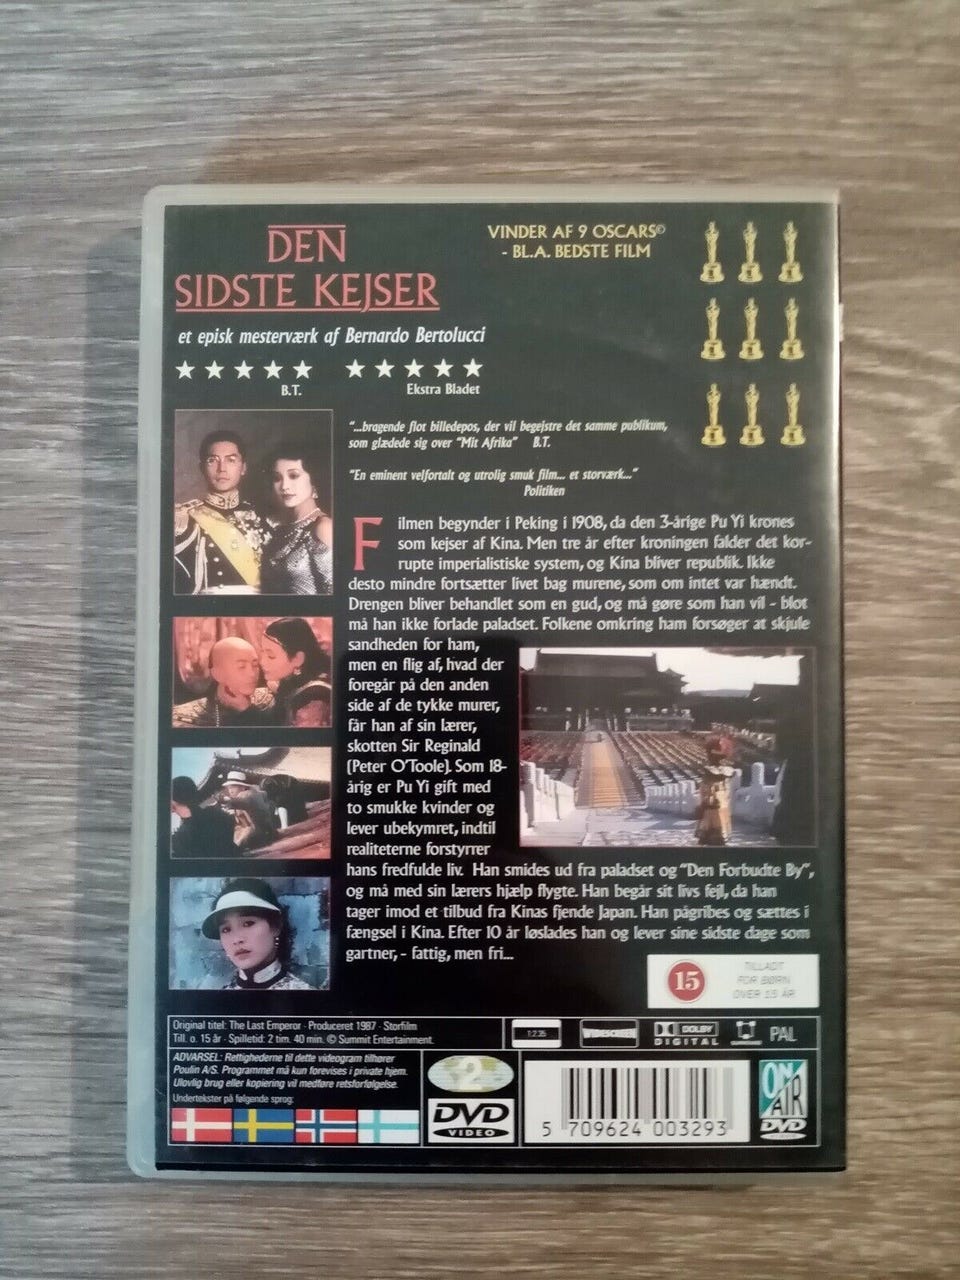 DEN
SIDSTE KEJSER
et episk mesterværk af Bernardo Bertolucci
B.T.
Ekstra Bladet
VINDER AF 9 OSCARS©
- BL.A. BEDSTE FILM
"...bragende flot billedepos, der vil begejstre det samme publikum,
som glædede sig over "Mit Afrika" B.T.
"En eminent velfortalt og utrolig smuk film... et storværk..."
Politiken
Filmen begynder i Peking i 1908, da den 3-årige Pu Yi krones
som kejser af Kina. Men tre år efter kroningen falder det kor-
rupte imperialistiske system, og Kina bliver republik. Ikke
desto mindre fortsætter livet bag murene, som om intet var hændt.
Drengen bliver behandlet som en gud, og må gøre som han vil - blot
må han ikke forlade paladset. Folkene omkring ham forsøger at skjule
sandheden for ham,
men en flig af, hvad der
foregår på den anden
side af de tykke murer,
får han af sin lærer,
skotten Sir Reginald
(Peter O'Toole). Som 18-
årig er Pu Yi gift med
to smukke kvinder og
lever ubekymret, indtil
realiteterne forstyrrer
hans fredfulde liv. Han smides ud fra paladset og "Den Forbudte By",
og må med sin lærers hjælp flygte. Han begår sit livs fejl, da han
tager imod et tilbud fra Kinas fjende Japan. Han pågribes og sættes i
fængsel i Kina. Efter 10 år løslades han og lever sine sidste dage som
gartner, - fattig, men fri...
15
TILLADT
FOR BØRN
OVER 15 ÅR
Original titel: The Last Emperor · Produceret 1987 · Storfilm
Till. o. 15 år · Spilletid: 2 tim. 40 min. © Summit Entertainment.
1:2.35
WIDESCREEN
DOLBY
DIGITAL
PAL
ADVARSEL: Rettighederne til dette videogram tilhører
Poulin A/S. Programmet må kun forevises i private hjem.
Ulovlig brug eller kopiering vil medføre retsforfølgelse.
Undertekster på følgende sprog:
2
DVD
VIDEO
5 709624 003293
ON
AIR
DVD